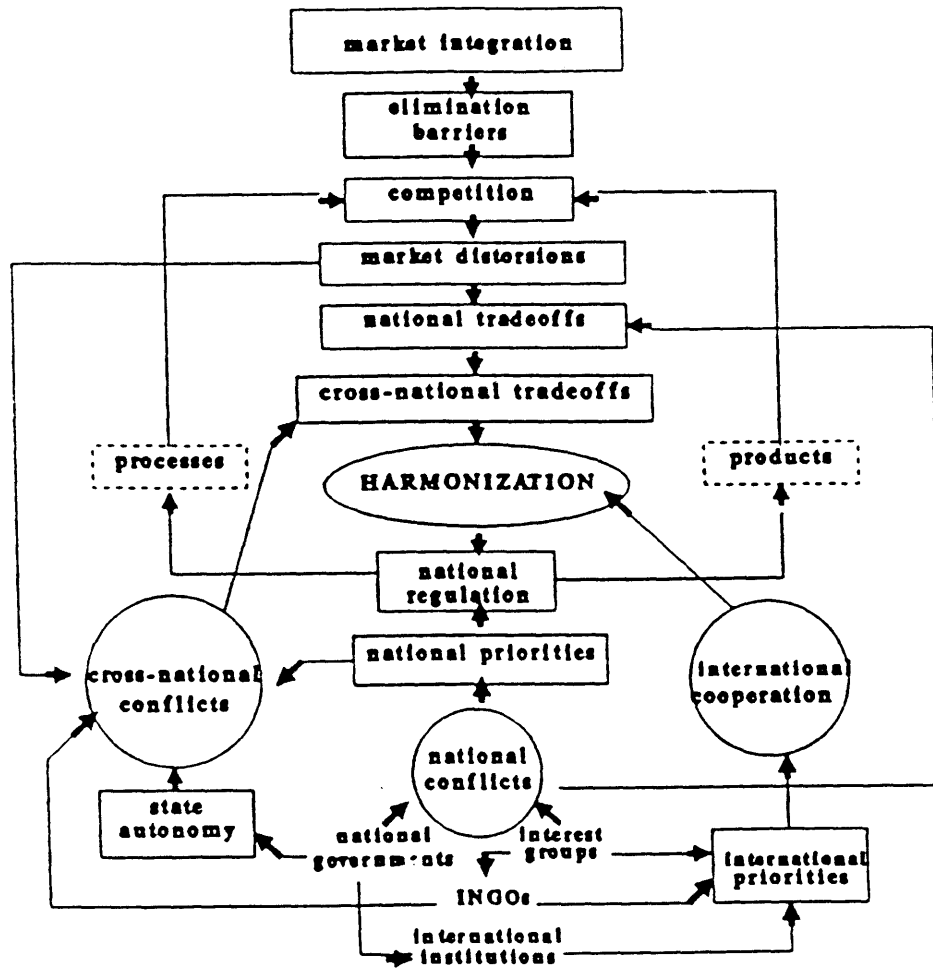 market integration
elimination
barriers
competition
market distorsions
national tradeoffs
cross-national tradeoffs
processes
HARMONIZATION
products
national
regulation
national priorities
cross-national
conflicts
international
cooperation
national
conflicts
state
autonomy
national
governments
interest
groups
international
priorities
INGOs
international
institutions